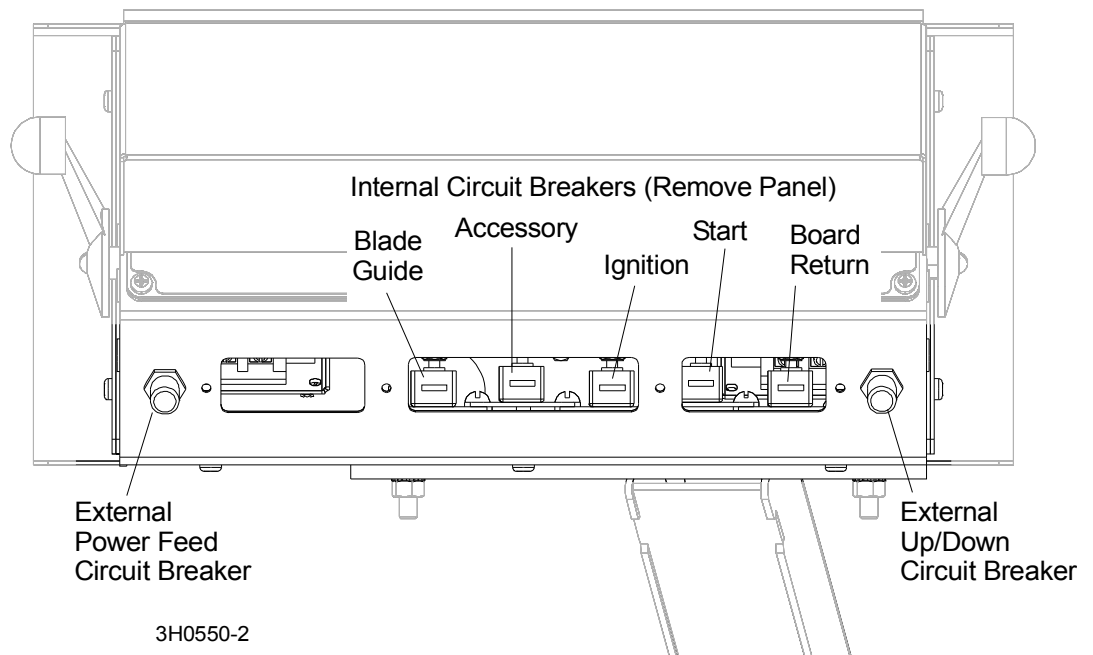 Internal Circuit Breakers (Remove Panel)
Blade
Guide
Accessory
Ignition
Start
Board
Return
External
Power Feed
Circuit Breaker
External
Up/Down
Circuit Breaker
3H0550-2